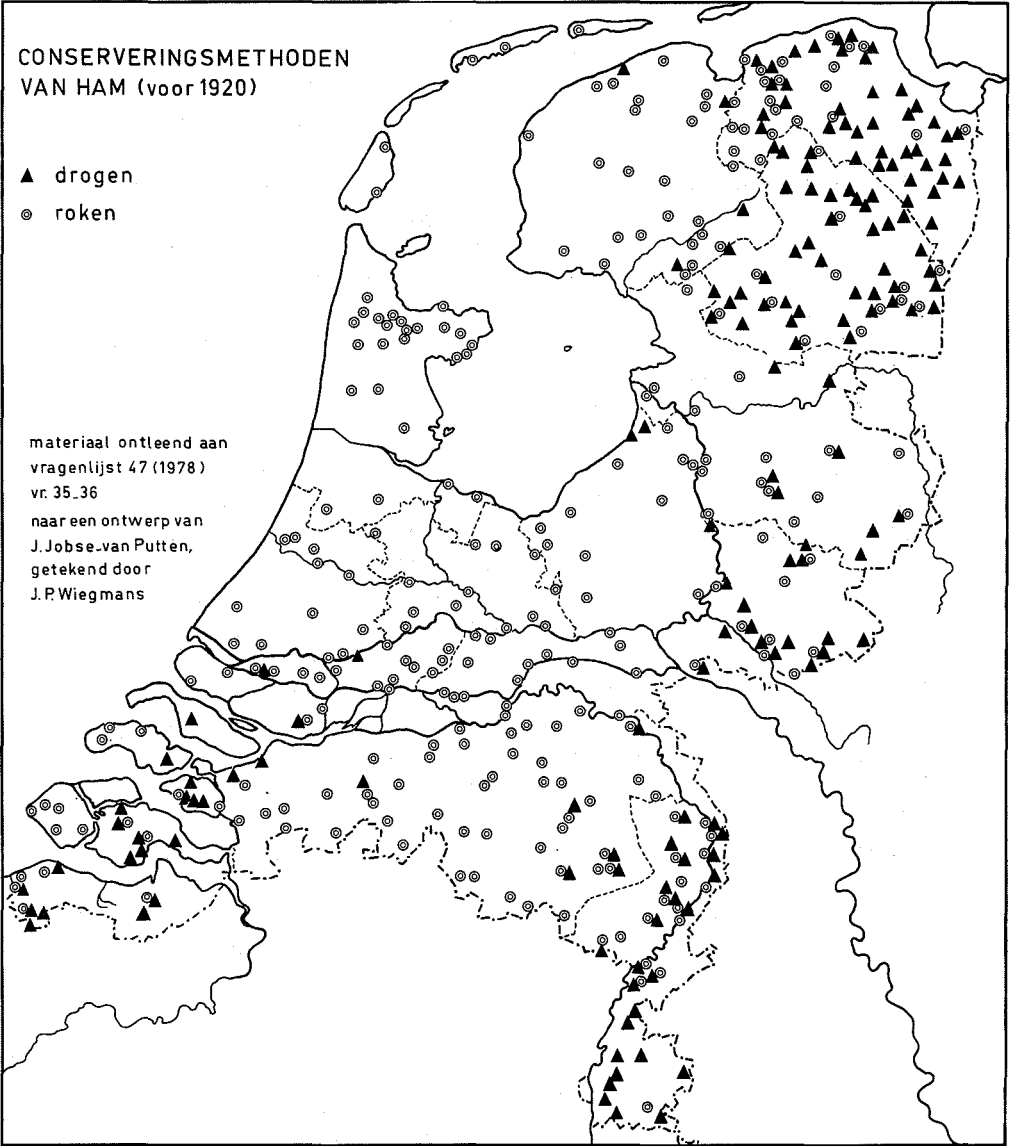 CONSERVERINGSMETHODEN
VAN HAM (voor 1920)
drogen
roken
materiaal ontleend aan
vragenlijst 47 (1978)
vr. 35-36
naar een ontwerp van
J. Jobse-van Putten,
getekend door
J.P. Wiegmans